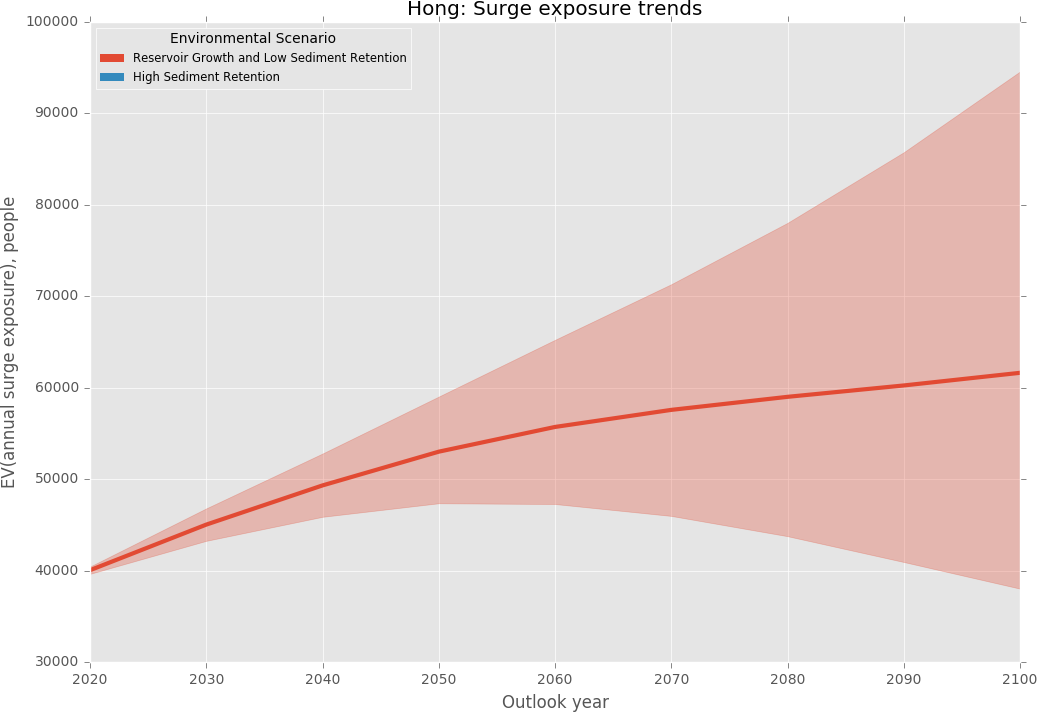 Hong: Surge exposure trends
Environmental Scenario
Reservoir Growth and Low Sediment Retention
High Sediment Retention
EV(annual surge exposure), people
100000
90000
80000
70000
60000
50000
40000
30000
2020 2030 2040 2050 2060 2070 2080 2090 2100
Outlook year